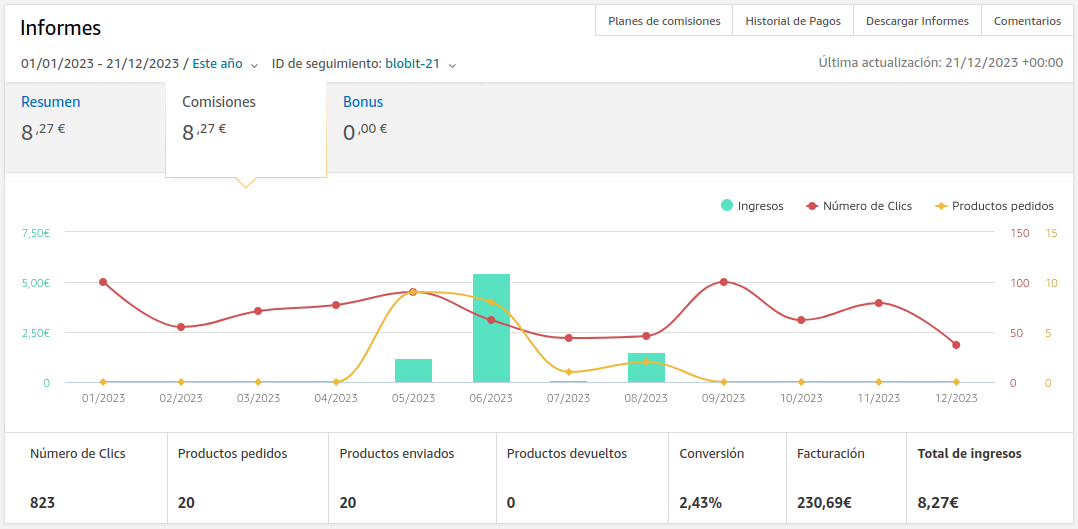 Informes
Planes de comisiones
Historial de Pagos
Descargar Informes
Comentarios
01/01/2023 - 21/12/2023 / Este año
ID de seguimiento: blobit-21
Última actualización: 21/12/2023 +00:00
Resumen
8,27 €
Comisiones
8,27 €
Bonus
0,00 €
Ingresos
Número de Clics
Productos pedidos
7,50€ 150 15
5,00€ 100 10
2,50€ 50 5
0 0 0
01/2023 02/2023 03/2023 04/2023 05/2023 06/2023 07/2023 08/2023 09/2023 10/2023 11/2023 12/2023
Número de Clics Productos pedidos Productos enviados Productos devueltos Conversión Facturación Total de ingresos
823 20 20 0 2,43% 230,69€ 8,27€